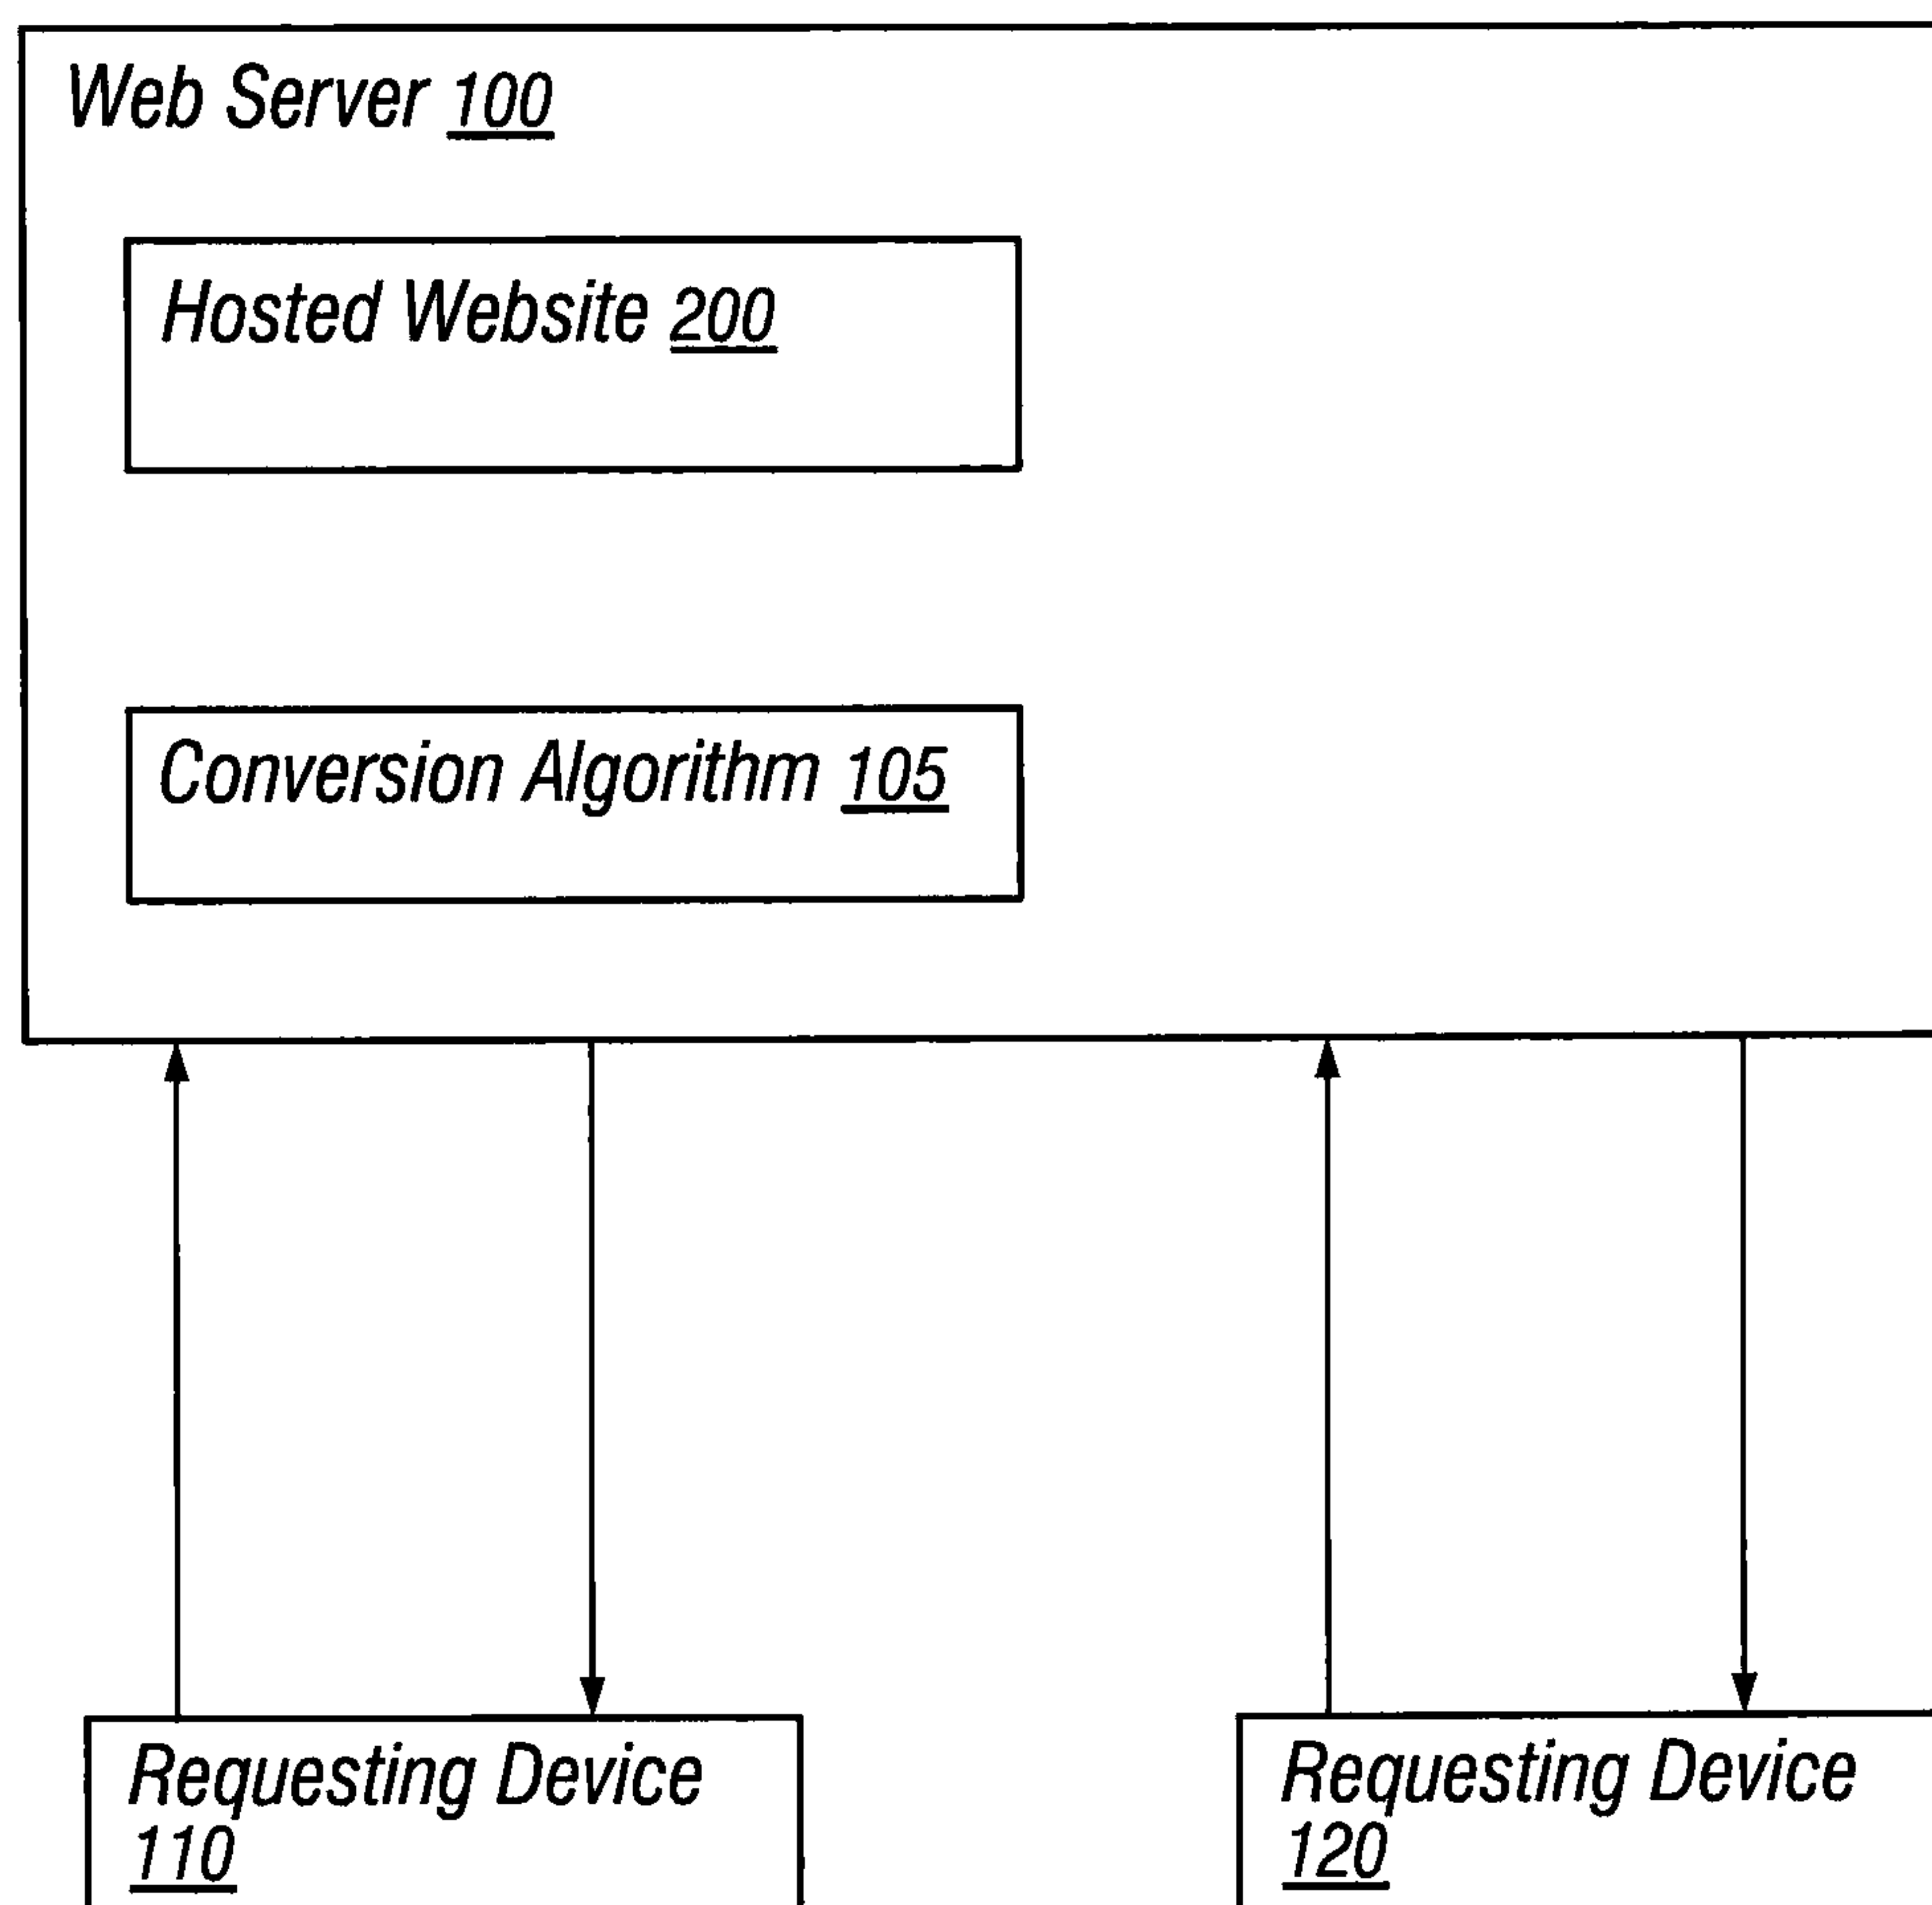 Web Server 100
Hosted Website 200
Conversion Algorithm 105
Requesting Device
110
Requesting Device
120